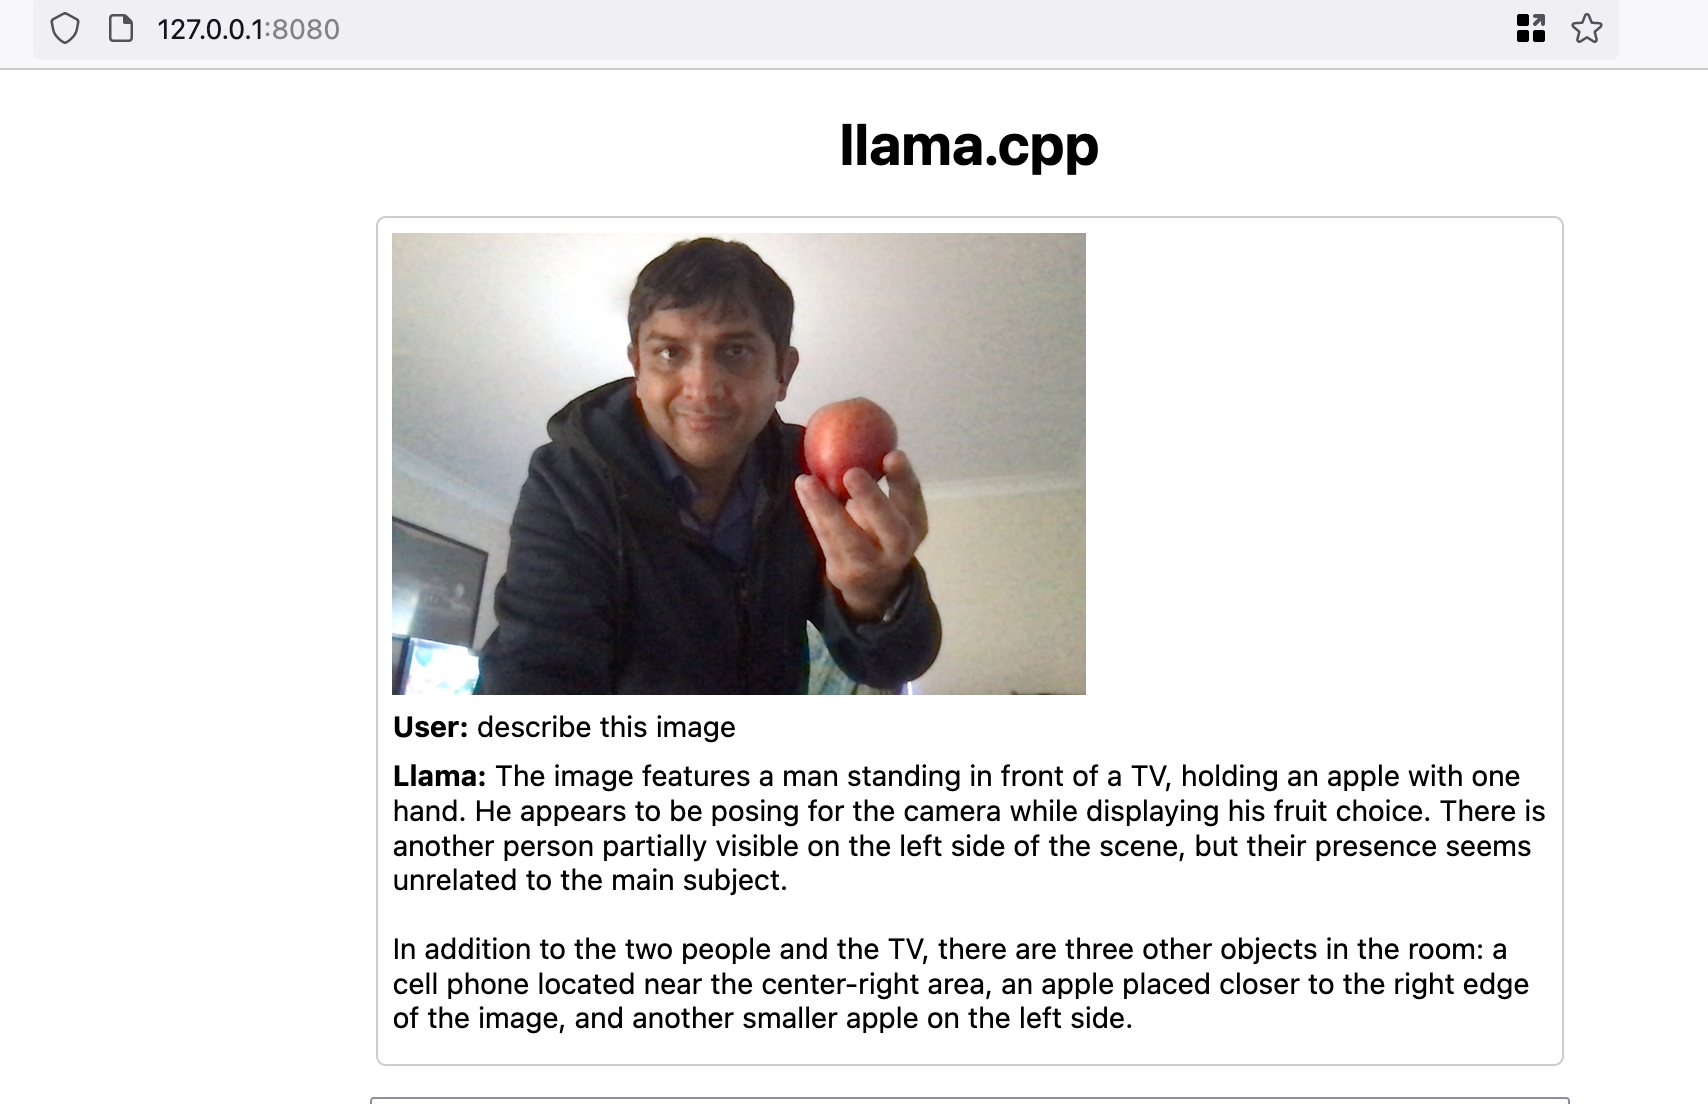 127.0.0.1:8080
llama.cpp
User: describe this image
Llama: The image features a man standing in front of a TV, holding an apple with one
hand. He appears to be posing for the camera while displaying his fruit choice. There is
another person partially visible on the left side of the scene, but their presence seems
unrelated to the main subject.
In addition to the two people and the TV, there are three other objects in the room: a
cell phone located near the center-right area, an apple placed closer to the right edge
of the image, and another smaller apple on the left side.